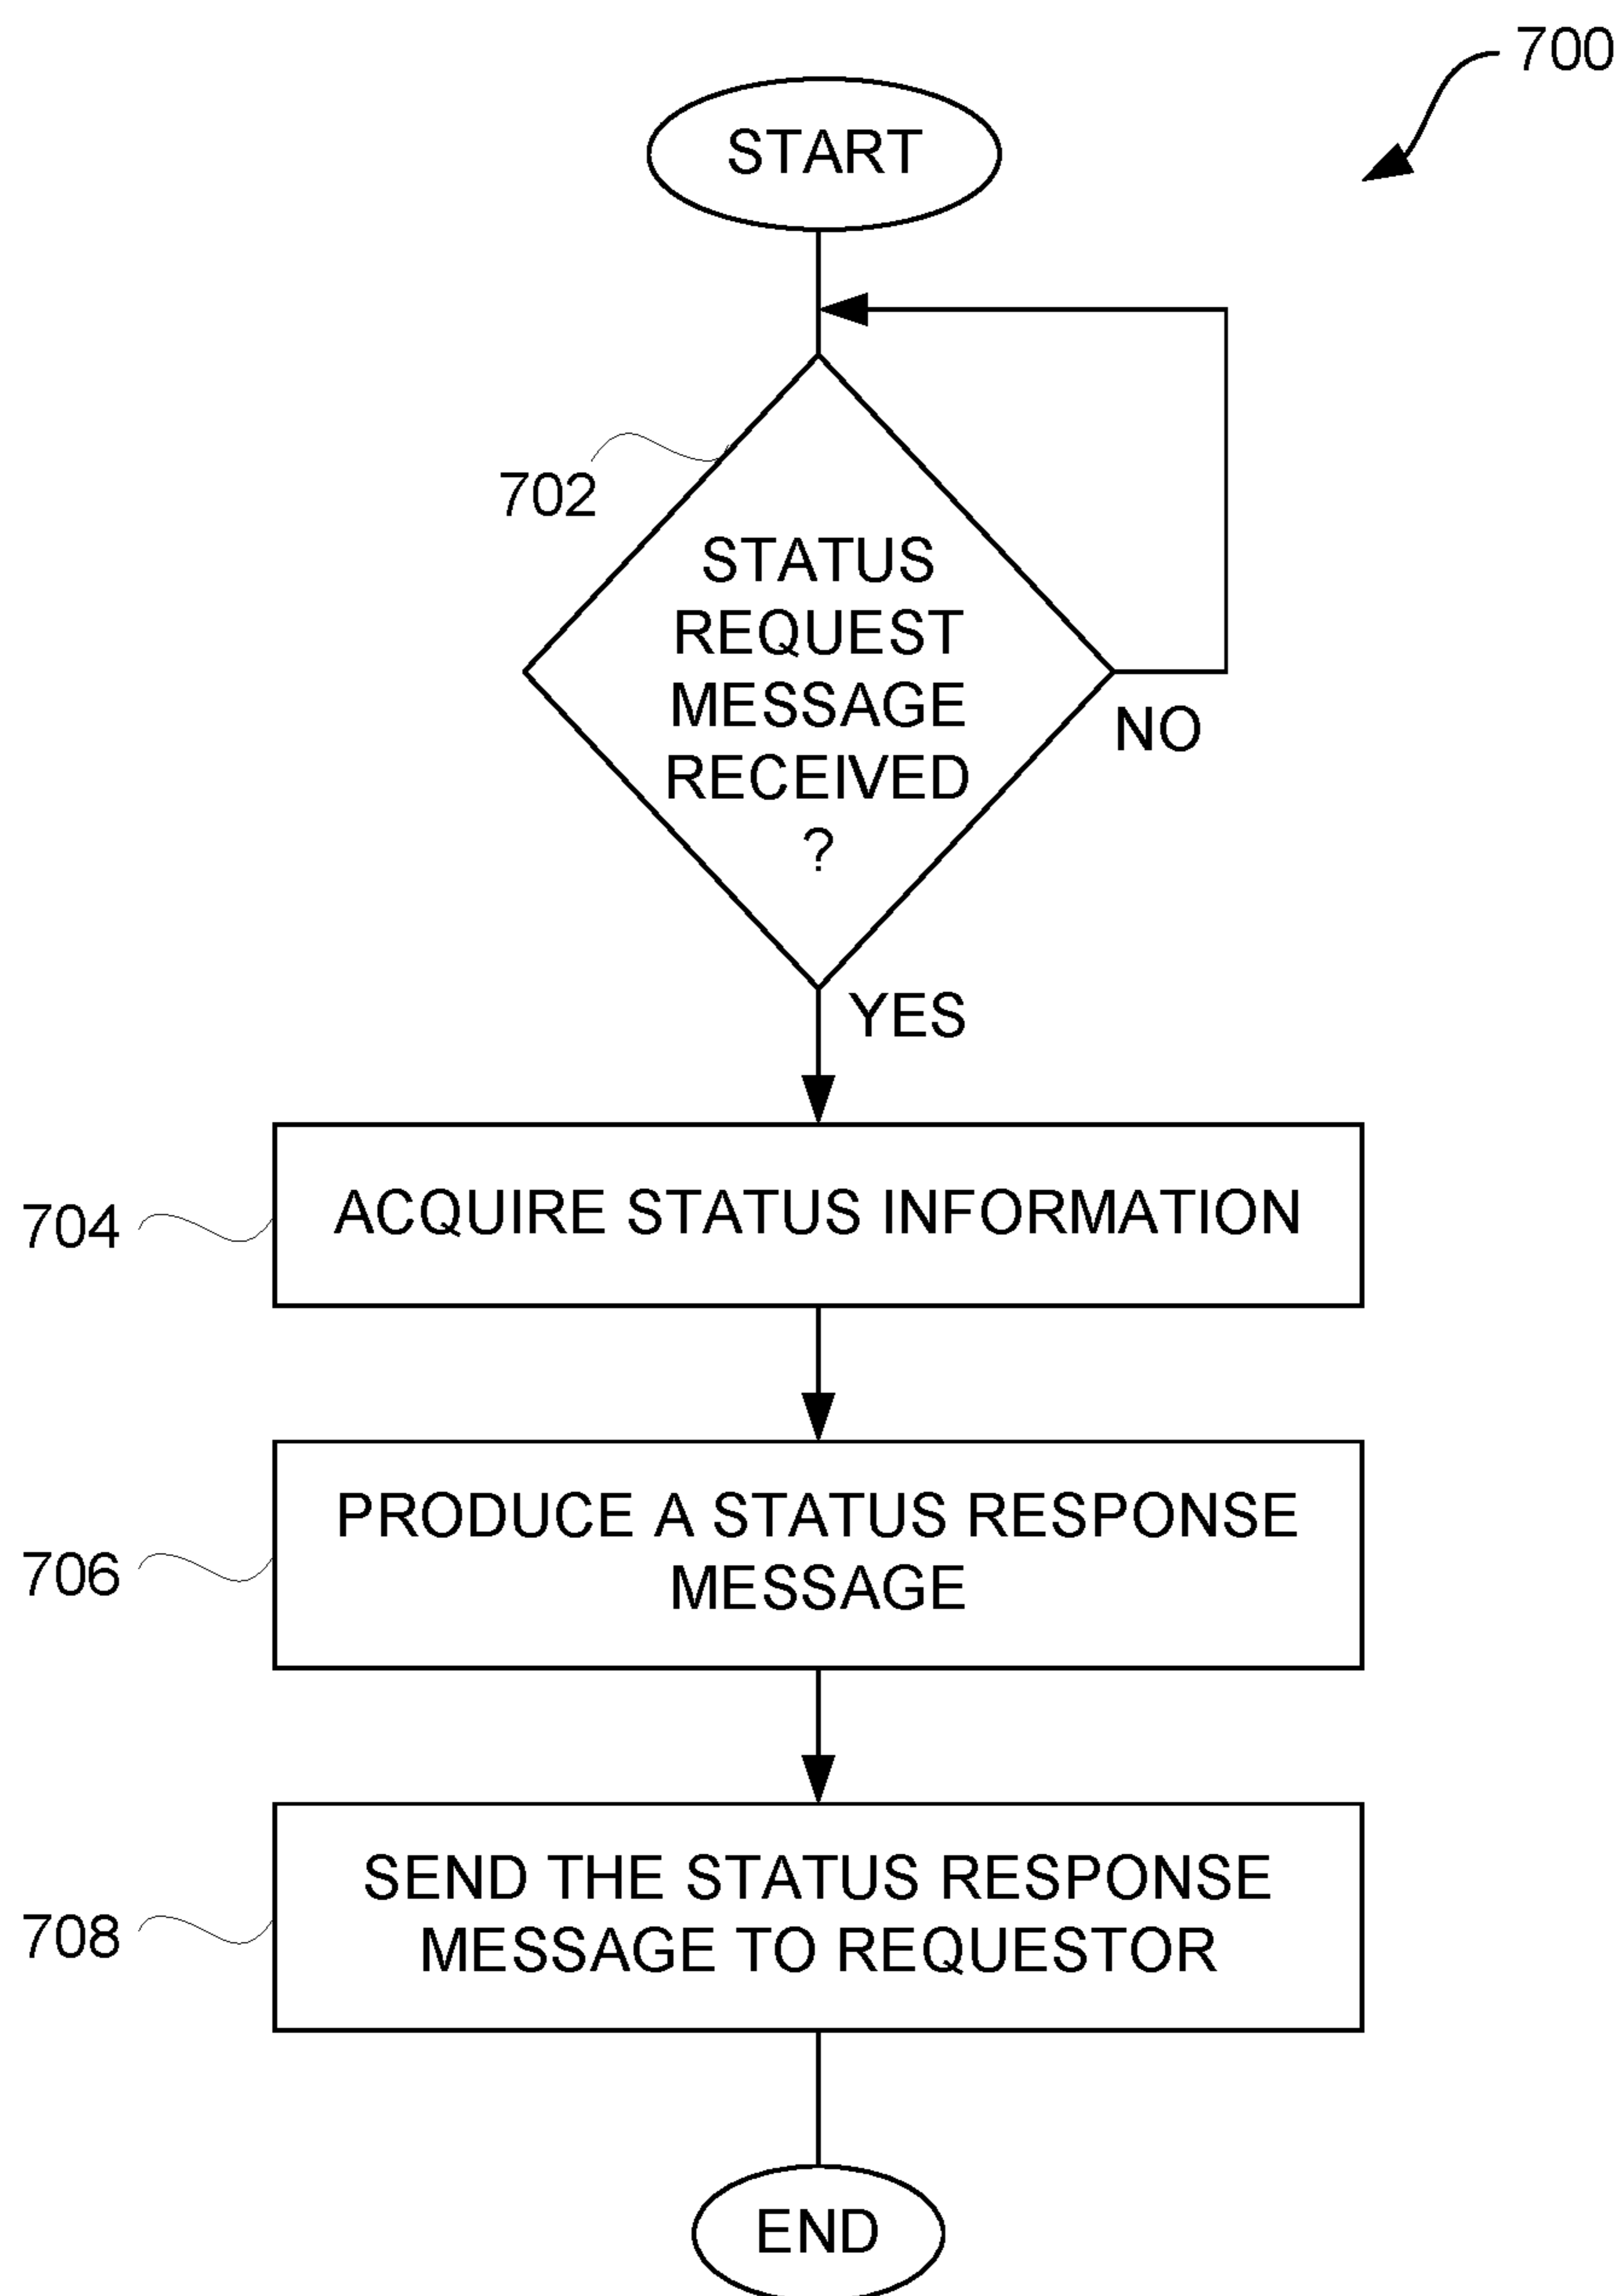 700
START
702
STATUS
REQUEST
MESSAGE
RECEIVED
?
NO
YES
704
ACQUIRE STATUS INFORMATION
706
PRODUCE A STATUS RESPONSE
MESSAGE
708
SEND THE STATUS RESPONSE
MESSAGE TO REQUESTOR
END